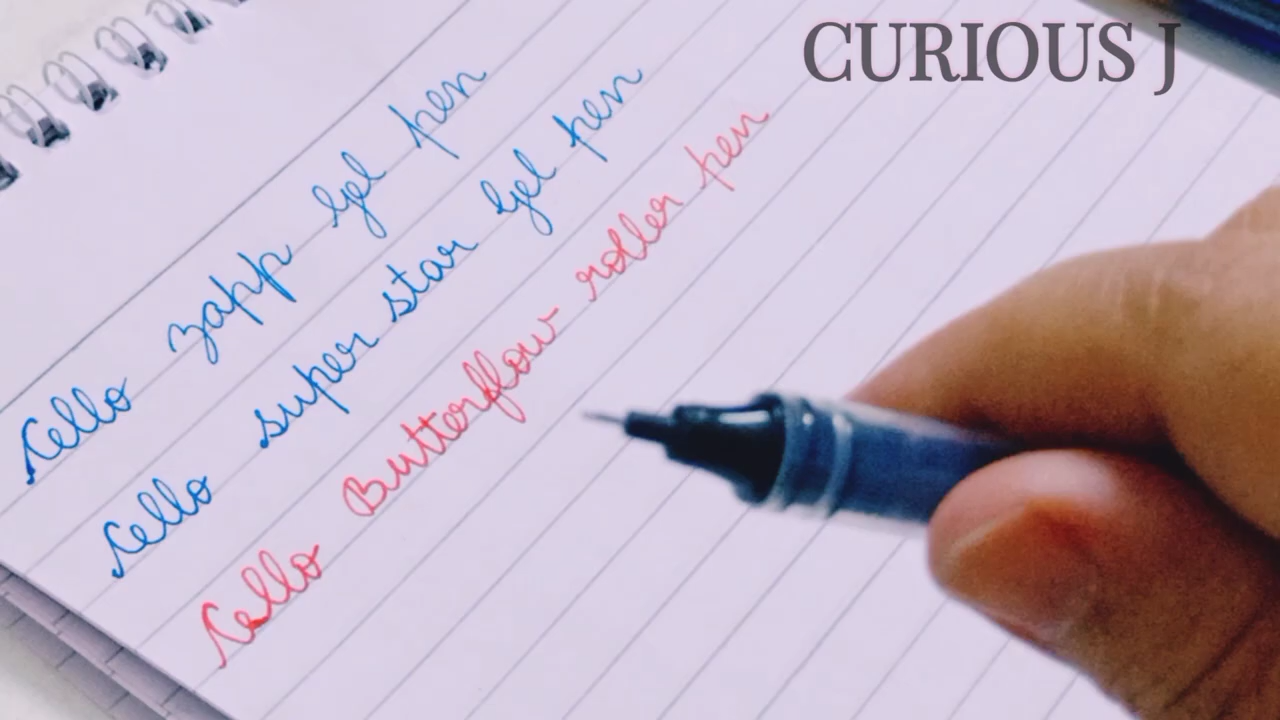 CURIOUS J
Cello zapp Gel pen
Cello super star Gel pen
Cello Butterflow roller pen